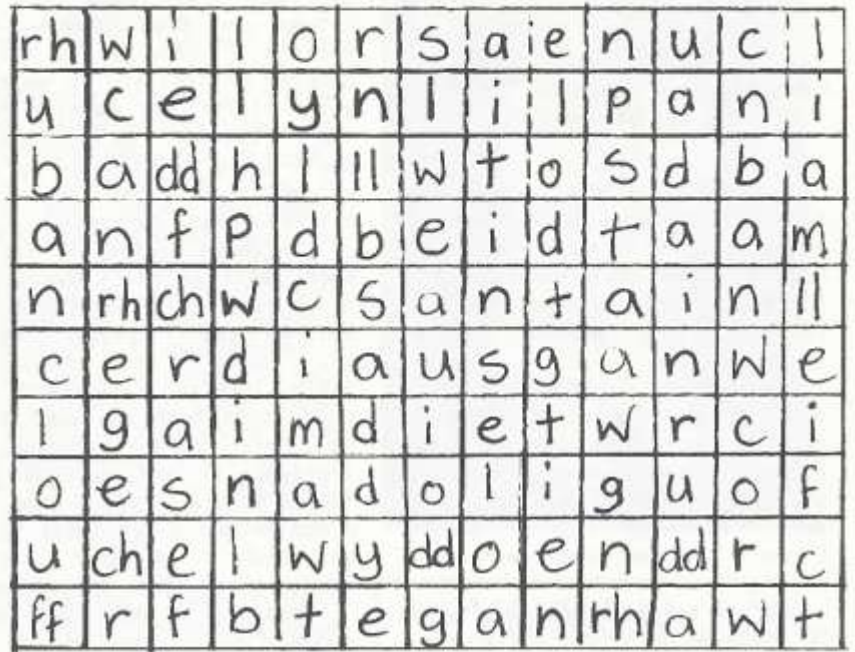 rh w i l o r s a e n u c l
u c e l y n l i l p a n i
b a dd h l ll w t o s d b a
a n f p d b e i d t a a m
n rh ch w c s a n t a i n ll
c e r d i a u s g a n w e
l g a i m d i e t w r c i
o e s n a d o l i g u o f
u ch e l w y dd o e n dd r c
ff r f b t e g a n rh a w t